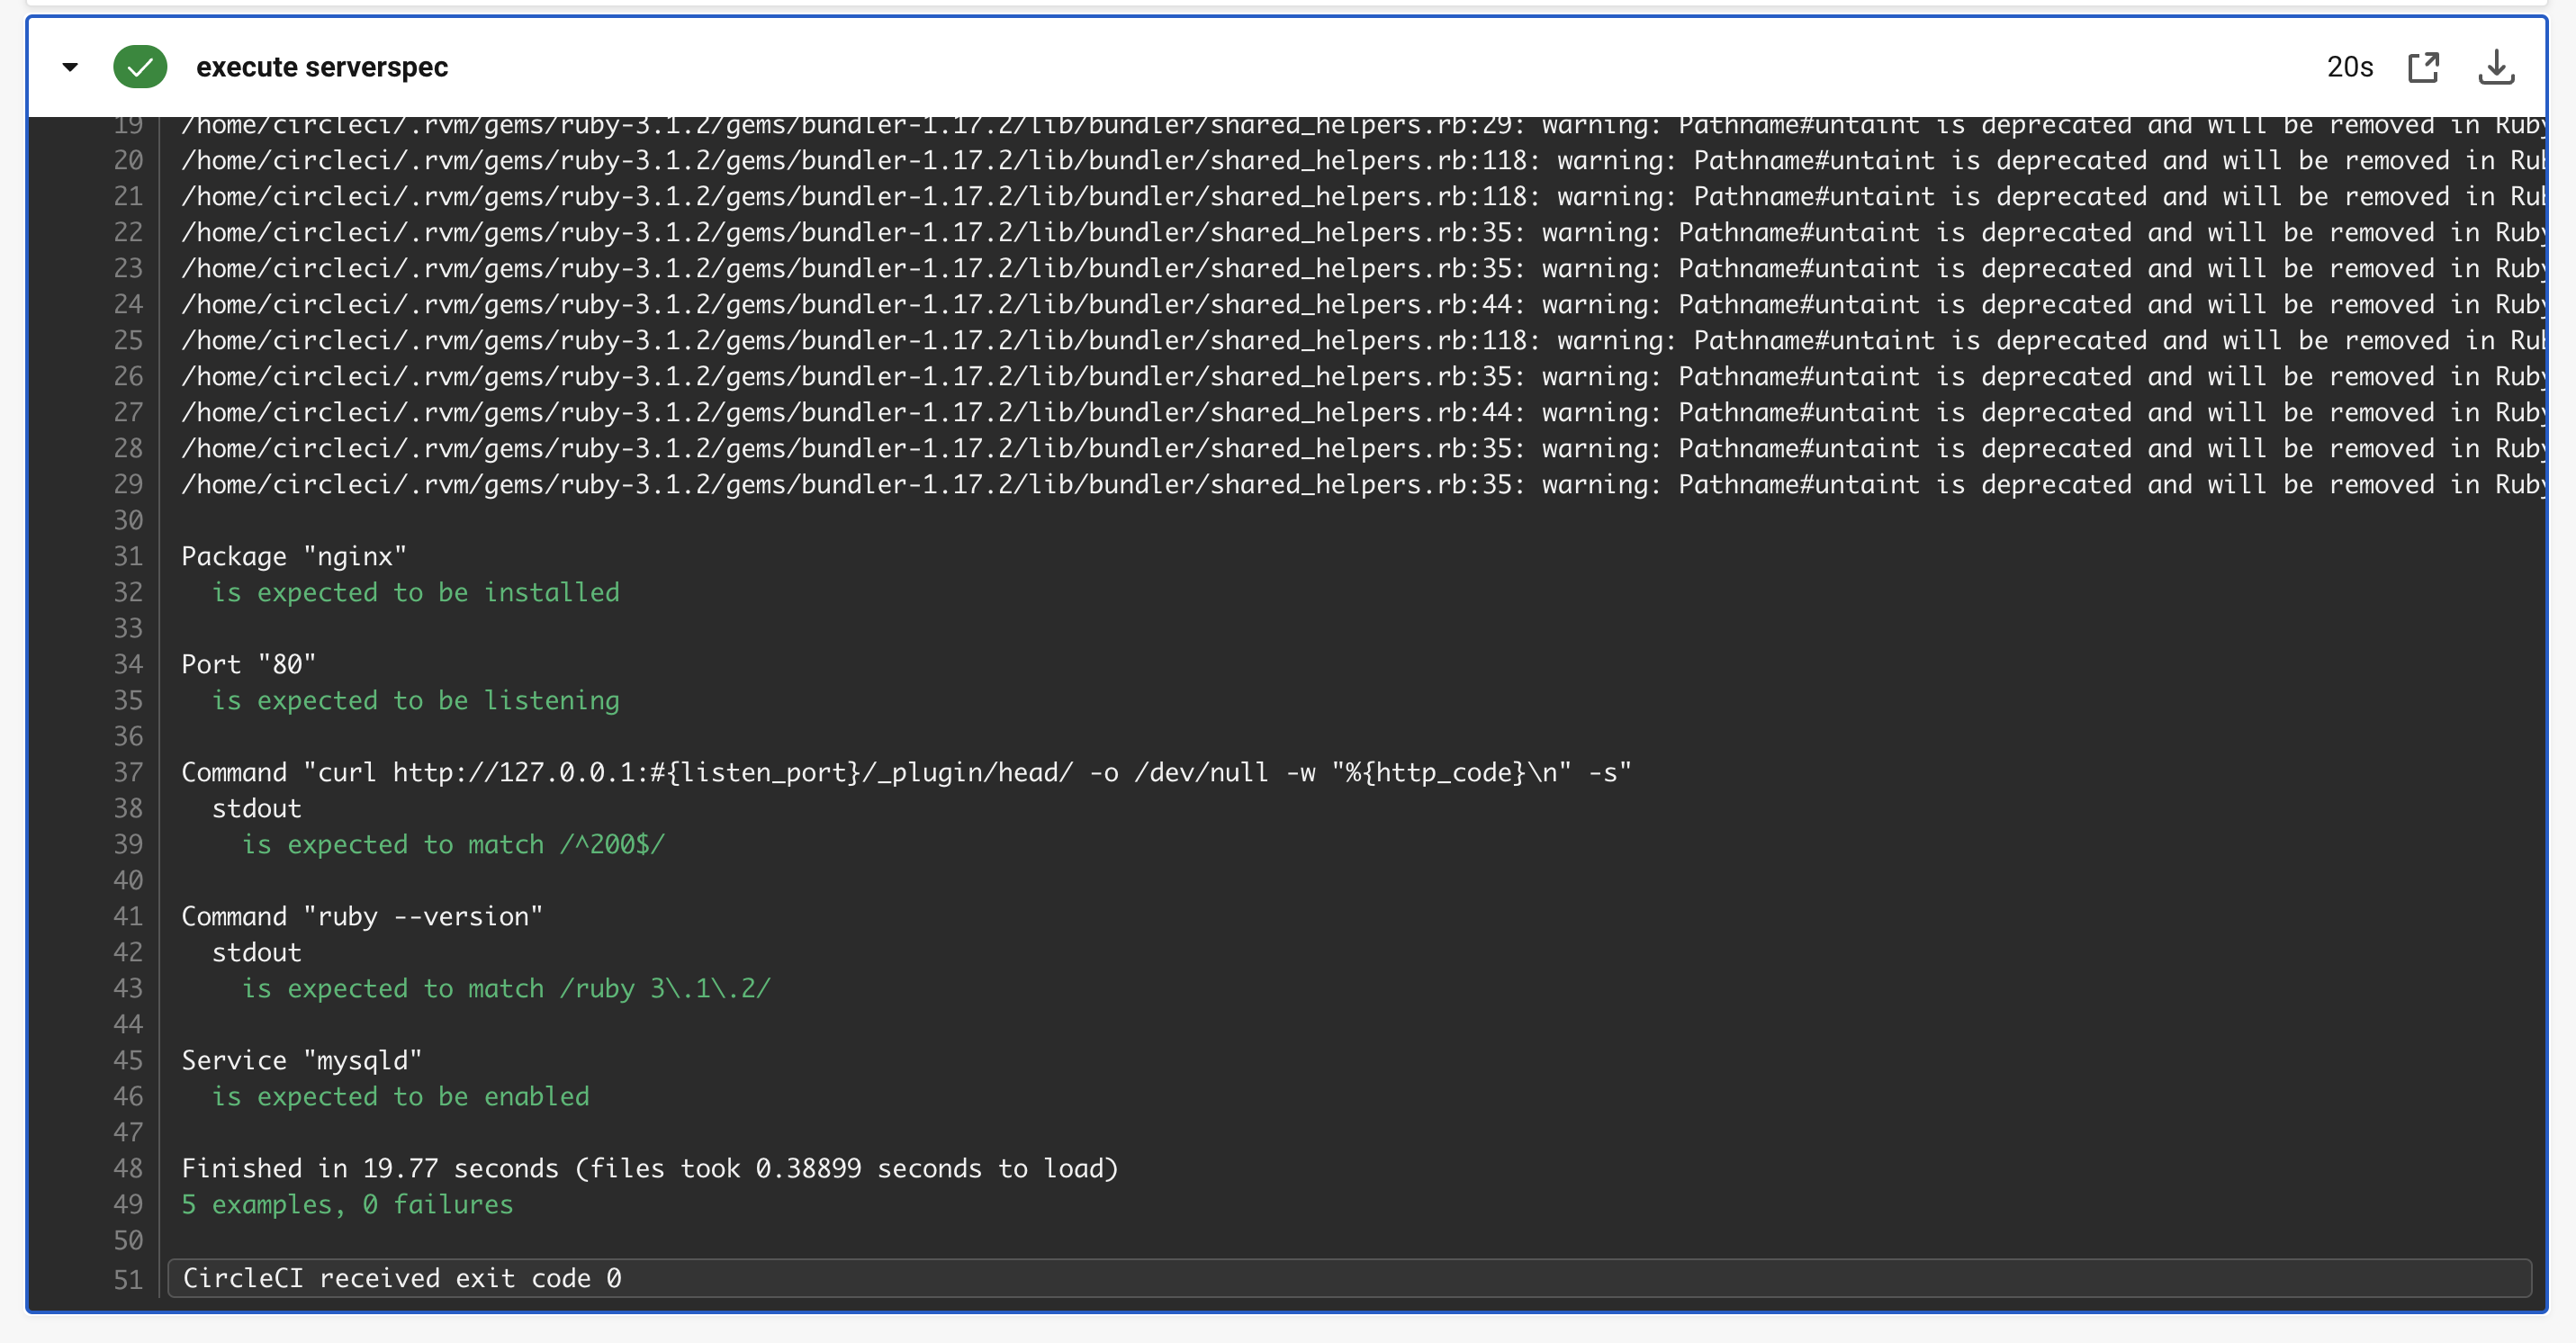 execute serverspec
20s
19 /home/circleci/.rvm/gems/ruby-3.1.2/gems/bundler-1.17.2/lib/bundler/shared_helpers.rb:29: warning: Pathname#untaint is deprecated and will be removed in Ruby
20 /home/circleci/.rvm/gems/ruby-3.1.2/gems/bundler-1.17.2/lib/bundler/shared_helpers.rb:118: warning: Pathname#untaint is deprecated and will be removed in
21 /home/circleci/.rvm/gems/ruby-3.1.2/gems/bundler-1.17.2/lib/bundler/shared_helpers.rb:118: warning: Pathname#untaint is deprecated and will be removed in
22 /home/circleci/.rvm/gems/ruby-3.1.2/gems/bundler-1.17.2/lib/bundler/shared_helpers.rb:35: warning: Pathname#untaint is deprecated and will be removed in Ruby
23 /home/circleci/.rvm/gems/ruby-3.1.2/gems/bundler-1.17.2/lib/bundler/shared_helpers.rb:35: warning: Pathname#untaint is deprecated and will be removed in Ruby
24 /home/circleci/.rvm/gems/ruby-3.1.2/gems/bundler-1.17.2/lib/bundler/shared_helpers.rb:44: warning: Pathname#untaint is deprecated and will be removed in Ruby
25 /home/circleci/.rvm/gems/ruby-3.1.2/gems/bundler-1.17.2/lib/bundler/shared_helpers.rb:118: warning: Pathname#untaint is deprecated and will be removed in
26 /home/circleci/.rvm/gems/ruby-3.1.2/gems/bundler-1.17.2/lib/bundler/shared_helpers.rb:35: warning: Pathname#untaint is deprecated and will be removed in Ruby
27 /home/circleci/.rvm/gems/ruby-3.1.2/gems/bundler-1.17.2/lib/bundler/shared_helpers.rb:44: warning: Pathname#untaint is deprecated and will be removed in Ruby
28 /home/circleci/.rvm/gems/ruby-3.1.2/gems/bundler-1.17.2/lib/bundler/shared_helpers.rb:35: warning: Pathname#untaint is deprecated and will be removed in Ruby
29 /home/circleci/.rvm/gems/ruby-3.1.2/gems/bundler-1.17.2/lib/bundler/shared_helpers.rb:35: warning: Pathname#untaint is deprecated and will be removed in Ruby
30
31 Package "nginx"
32 is expected to be installed
33
34 Port "80"
35 is expected to be listening
36
37 Command "curl http://127.0.0.1:#{listen_port}/_plugin/head/ -o /dev/null -w "%{http_code}\n" -s"
38 stdout
39 is expected to match /^200$/
40
41 Command "ruby --version"
42 stdout
43 is expected to match /ruby 3\.1\.2/
44
45 Service "mysqld"
46 is expected to be enabled
47
48 Finished in 19.77 seconds (files took 0.38899 seconds to load)
49 5 examples, 0 failures
50
51 CircleCI received exit code 0